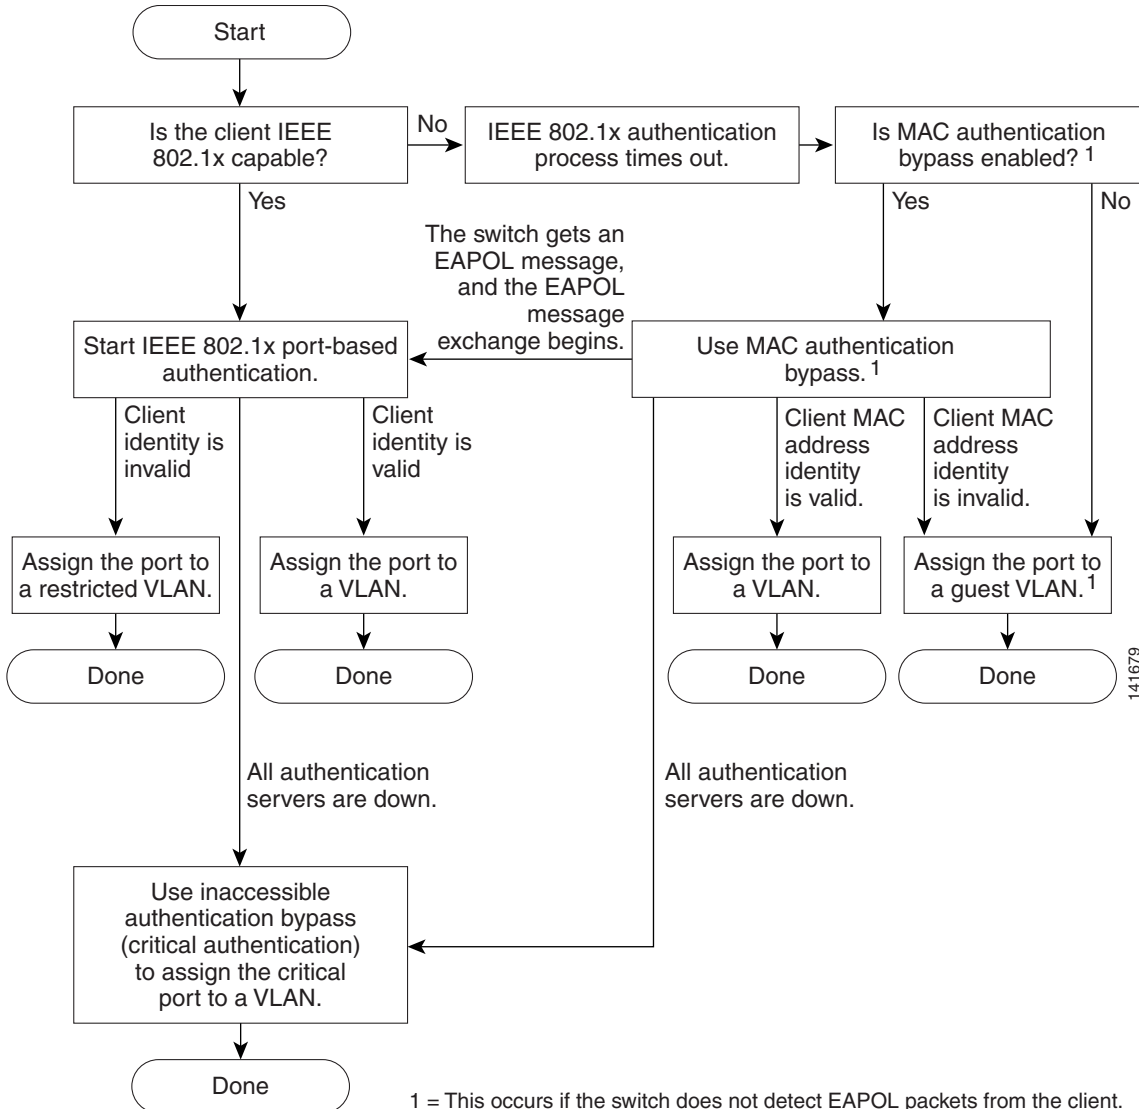 Start
Is the client IEEE
802.1x capable?
No
IEEE 802.1x authentication
process times out.
Is MAC authentication
bypass enabled? 1
Yes
Yes
No
The switch gets an
EAPOL message,
and the EAPOL
message
exchange begins.
Start IEEE 802.1x port-based
authentication.
Use MAC authentication
bypass. 1
Client
identity is
invalid
Client
identity is
valid
Client MAC
address
identity
is valid.
Client MAC
address
identity
is invalid.
Assign the port to
a restricted VLAN.
Assign the port to
a VLAN.
Assign the port to
a VLAN.
Assign the port to
a guest VLAN. 1
Done
Done
Done
Done
141679
All authentication
servers are down.
All authentication
servers are down.
Use inaccessible
authentication bypass
(critical authentication)
to assign the critical
port to a VLAN.
Done
1 = This occurs if the switch does not detect EAPOL packets from the client.